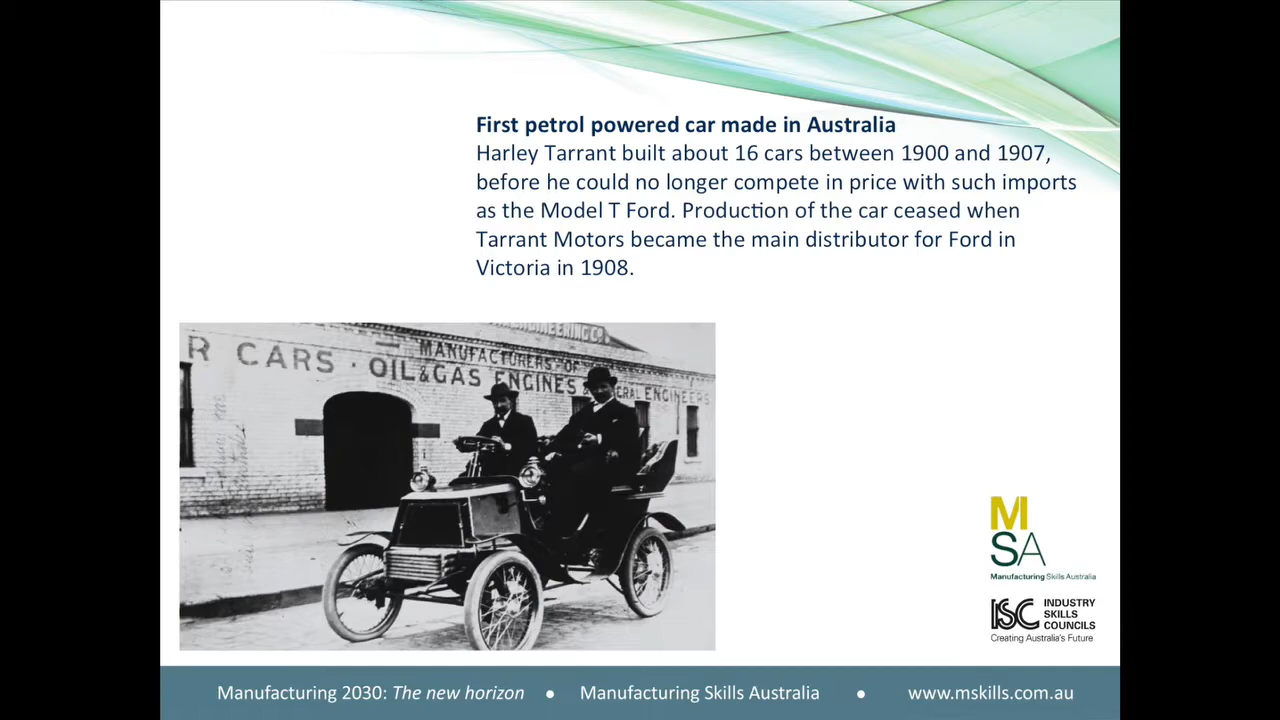 First petrol powered car made in Australia
Harley Tarrant built about 16 cars between 1900 and 1907,
before he could no longer compete in price with such imports
as the Model T Ford. Production of the car ceased when
Tarrant Motors became the main distributor for Ford in
Victoria in 1908.
R CARS · OIL & GAS ENGINES
MANUFACTURERS OF
ENGINEERS
MSA
Manufacturing Skills Australia
ISC INDUSTRY
SKILLS
COUNCILS
Creating Australia's Future
Manufacturing 2030: The new horizon • Manufacturing Skills Australia • www.mskills.com.au